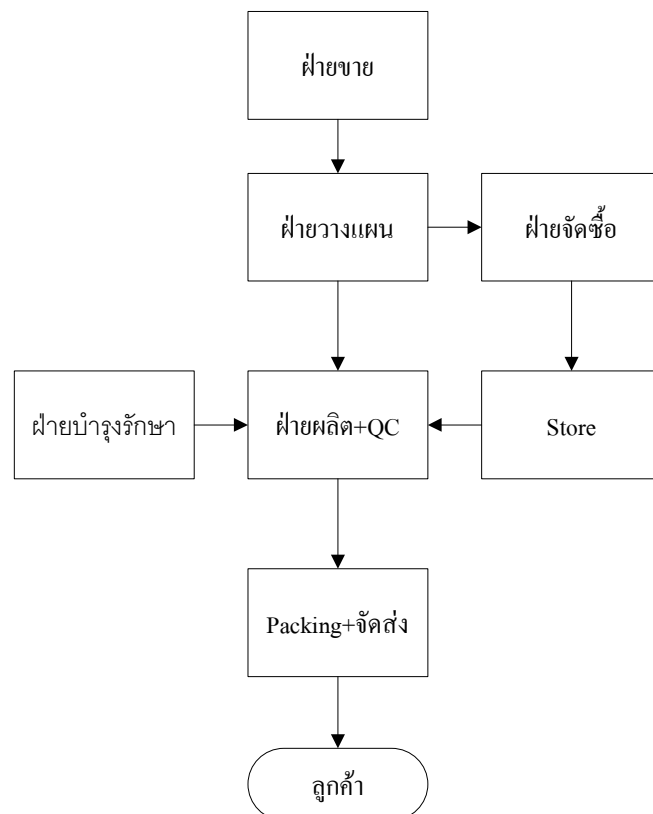 ฝ่ายขาย
ฝ่ายวางแผน
ฝ่ายจัดซื้อ
ฝ่ายบำรุงรักษา
ฝ่ายผลิต+QC
Store
Packing+จัดส่ง
ลูกค้า